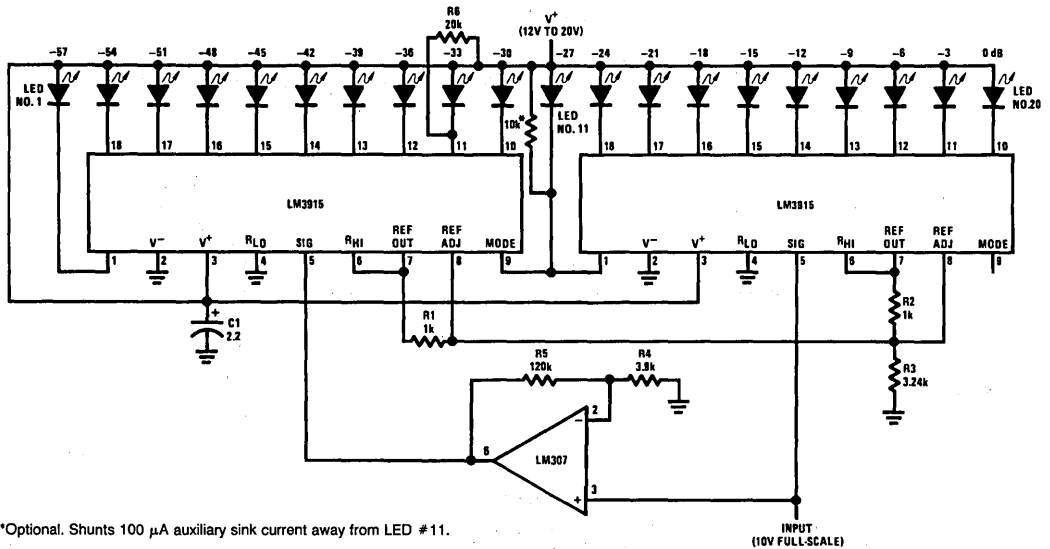 R6
20k
V+
(12V TO 20V)
−57 −54 −51 −48 −45 −42 −39 −36 −33 −30 −27 −24 −21 −18 −15 −12 −9 −6 −3 0 dB
LED
NO. 1
10k*
LED
NO. 11
LED
NO.20
18 17 16 15 14 13 12 11 10 18 17 16 15 14 13 12 11 10
LM3915 LM3915
V− V+ RLO SIG RHI REF OUT REF ADJ MODE V− V+ RLO SIG RHI REF OUT REF ADJ MODE
1 2 3 4 5 6 7 8 9 1 2 3 4 5 6 7 8 9
+
C1
2.2
R1
1k
R2
1k
R3
3.24k
R5
120k
R4
3.9k
2
−
6
LM307
3
+
INPUT
(10V FULL-SCALE)
*Optional. Shunts 100 µA auxiliary sink current away from LED #11.